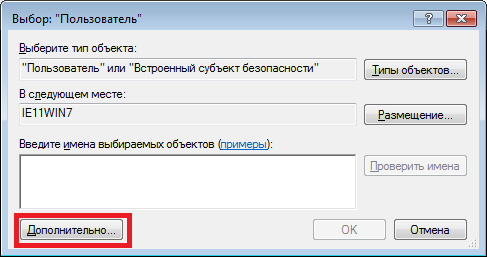 Выбор: "Пользователь"
Выберите тип объекта:
"Пользователь" или "Встроенный субъект безопасности"
Типы объектов...
В следующем месте:
IE11WIN7
Размещение...
Введите имена выбираемых объектов (примеры):
Проверить имена
Дополнительно...
ОК
Отмена